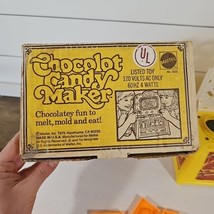 Chocolot
Candy
Maker
Chocolatey fun to
melt, mold and eat!
UL
LISTED TOY
120 VOLTS AC ONLY
60HZ 4 WATTS
MATTEL